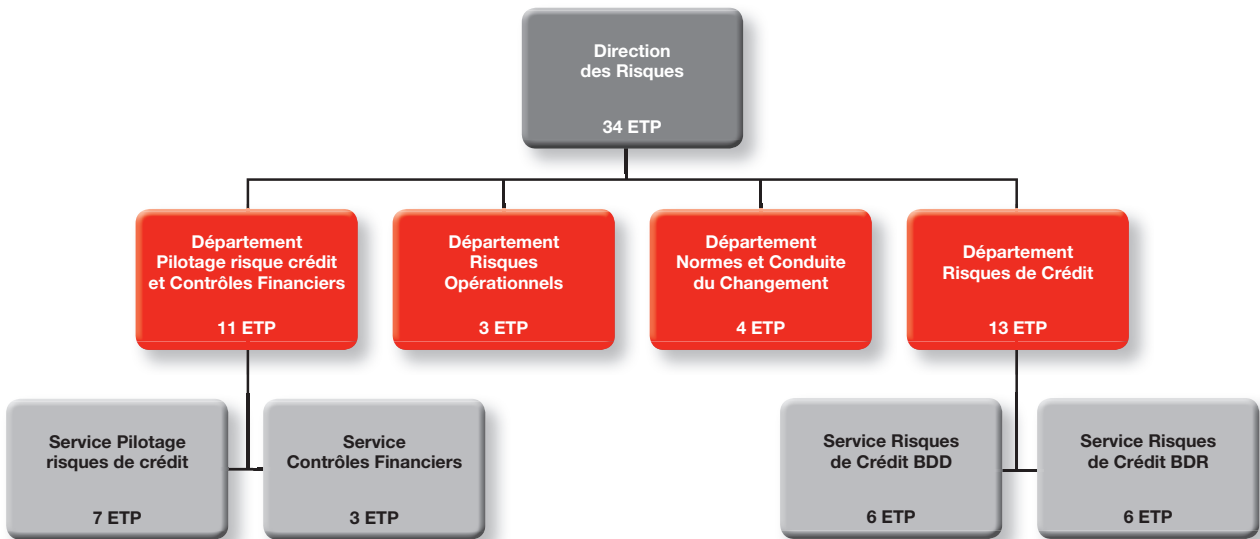 Direction
des Risques
34 ETP
Département
Pilotage risque crédit
et Contrôles Financiers
11 ETP
Département
Risques
Opérationnels
3 ETP
Département
Normes et Conduite
du Changement
4 ETP
Département
Risques de Crédit
13 ETP
Service Pilotage
risques de crédit
7 ETP
Service
Contrôles Financiers
3 ETP
Service Risques
de Crédit BDD
6 ETP
Service Risques
de Crédit BDR
6 ETP